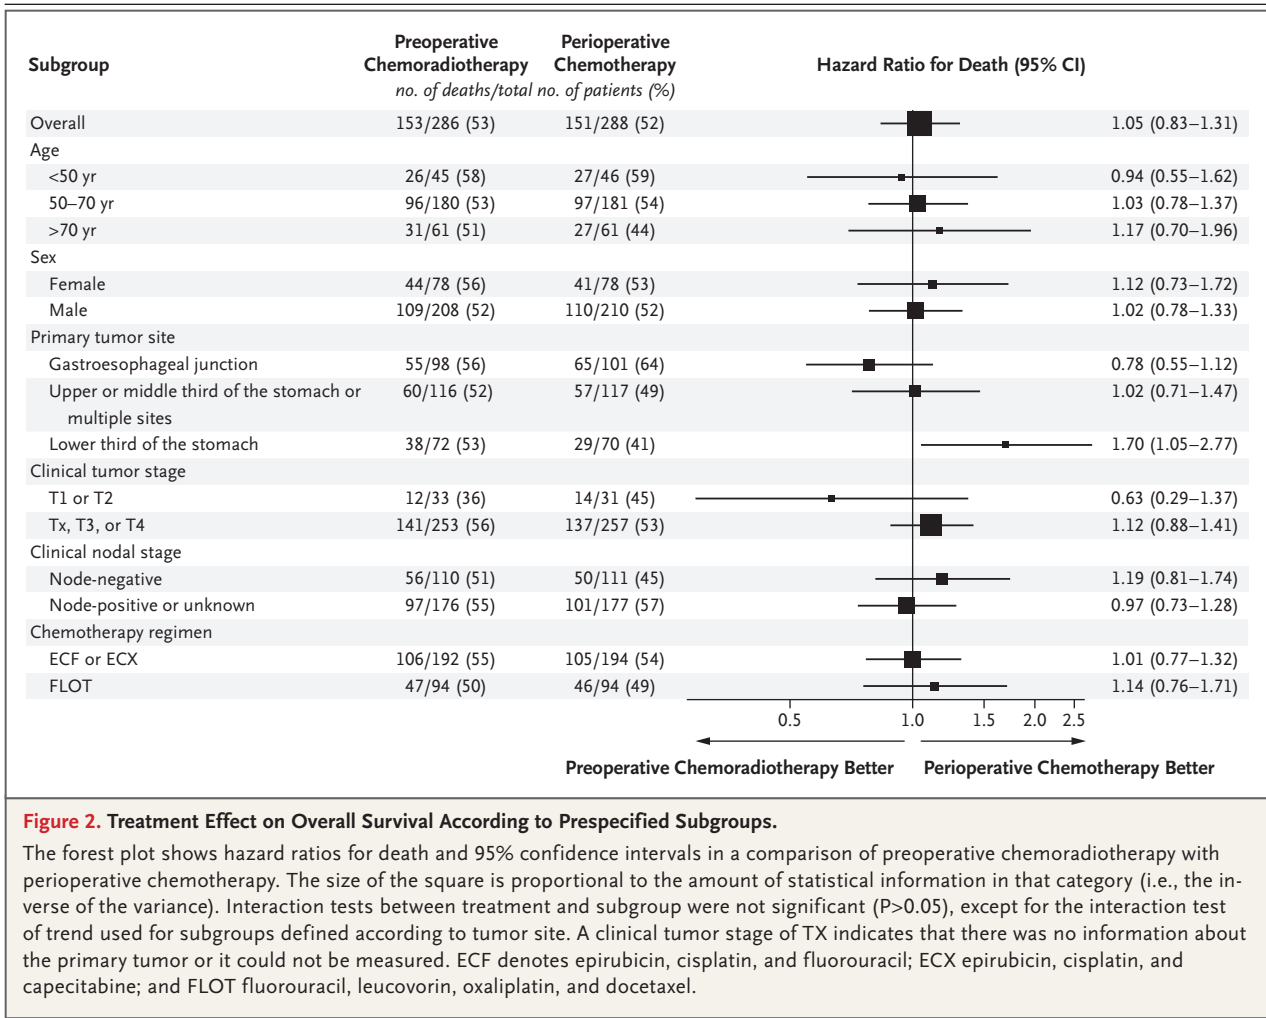 Subgroup
Preoperative Chemoradiotherapy
Perioperative Chemotherapy
Hazard Ratio for Death (95% CI)
no. of deaths/total no. of patients (%)
Overall 153/286 (53) 151/288 (52) 1.05 (0.83–1.31)
Age
<50 yr 26/45 (58) 27/46 (59) 0.94 (0.55–1.62)
50–70 yr 96/180 (53) 97/181 (54) 1.03 (0.78–1.37)
>70 yr 31/61 (51) 27/61 (44) 1.17 (0.70–1.96)
Sex
Female 44/78 (56) 41/78 (53) 1.12 (0.73–1.72)
Male 109/208 (52) 110/210 (52) 1.02 (0.78–1.33)
Primary tumor site
Gastroesophageal junction 55/98 (56) 65/101 (64) 0.78 (0.55–1.12)
Upper or middle third of the stomach or 60/116 (52) 57/117 (49) 1.02 (0.71–1.47)
multiple sites
Lower third of the stomach 38/72 (53) 29/70 (41) 1.70 (1.05–2.77)
Clinical tumor stage
T1 or T2 12/33 (36) 14/31 (45) 0.63 (0.29–1.37)
Tx, T3, or T4 141/253 (56) 137/257 (53) 1.12 (0.88–1.41)
Clinical nodal stage
Node-negative 56/110 (51) 50/111 (45) 1.19 (0.81–1.74)
Node-positive or unknown 97/176 (55) 101/177 (57) 0.97 (0.73–1.28)
Chemotherapy regimen
ECF or ECX 106/192 (55) 105/194 (54) 1.01 (0.77–1.32)
FLOT 47/94 (50) 46/94 (49) 1.14 (0.76–1.71)
0.5 1.0 1.5 2.0 2.5
Preoperative Chemoradiotherapy Better Perioperative Chemotherapy Better
Figure 2. Treatment Effect on Overall Survival According to Prespecified Subgroups.
The forest plot shows hazard ratios for death and 95% confidence intervals in a comparison of preoperative chemoradiotherapy with
perioperative chemotherapy. The size of the square is proportional to the amount of statistical information in that category (i.e., the in-
verse of the variance). Interaction tests between treatment and subgroup were not significant (P>0.05), except for the interaction test
of trend used for subgroups defined according to tumor site. A clinical tumor stage of TX indicates that there was no information about
the primary tumor or it could not be measured. ECF denotes epirubicin, cisplatin, and fluorouracil; ECX epirubicin, cisplatin, and
capecitabine; and FLOT fluorouracil, leucovorin, oxaliplatin, and docetaxel.